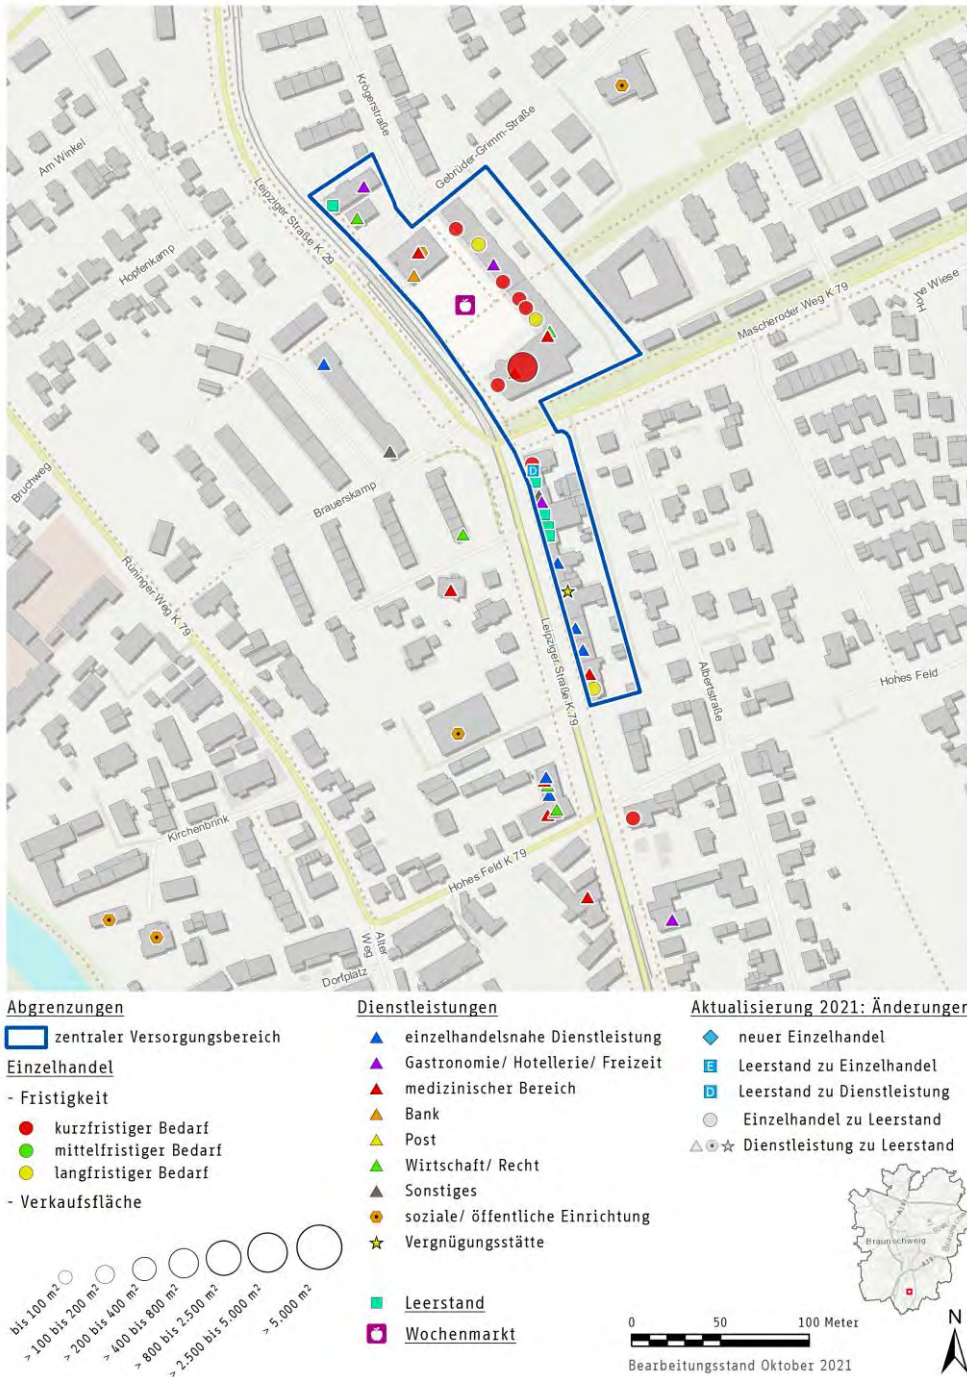 Krögerstraße
Am Winkel
Gebrüder-Grimm-Straße
Leipziger Straße K 29
Hopfenkamp
Mascheroder Weg K 79
ne Wiese
Ho
Bruchweg
Brauerskamp
Rüninger Weg K 79
Leipziger Straße K 79
Albertstraße
Hohes Feld
Kirchenbrink
Hohes Feld K 79
Alter
Weg
Dorfplatz
Abgrenzungen
zentraler Versorgungsbereich
Einzelhandel
- Fristigkeit
kurzfristiger Bedarf
mittelfristiger Bedarf
langfristiger Bedarf
- Verkaufsfläche
bis 100 m²
> 100 bis 200 m²
> 200 bis 400 m²
> 400 bis 800 m²
> 800 bis 2.500 m²
> 2.500 bis 5.000 m²
> 5.000 m²
Dienstleistungen
einzelhandelsnahe Dienstleistung
Gastronomie/ Hotellerie/ Freizeit
medizinischer Bereich
Bank
Post
Wirtschaft/ Recht
Sonstiges
soziale/ öffentliche Einrichtung
Vergnügungsstätte
Leerstand
Wochenmarkt
Aktualisierung 2021: Änderungen
neuer Einzelhandel
E Leerstand zu Einzelhandel
D Leerstand zu Dienstleistung
Einzelhandel zu Leerstand
Dienstleistung zu Leerstand
Braunschweig
N
0 50 100 Meter
Bearbeitungsstand Oktober 2021